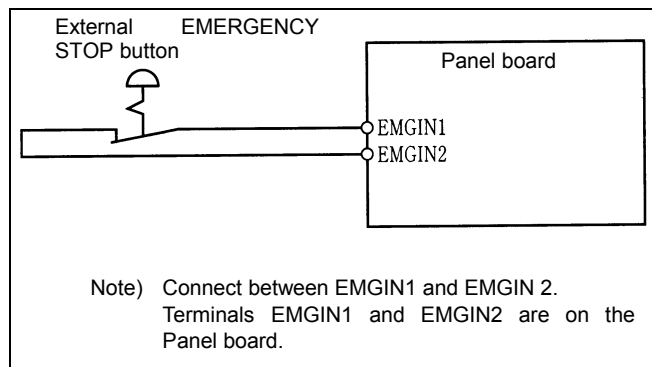 External EMERGENCY
STOP button
Panel board
EMGIN1
EMGIN2
Note) Connect between EMGIN1 and EMGIN 2.
Terminals EMGIN1 and EMGIN2 are on the
Panel board.